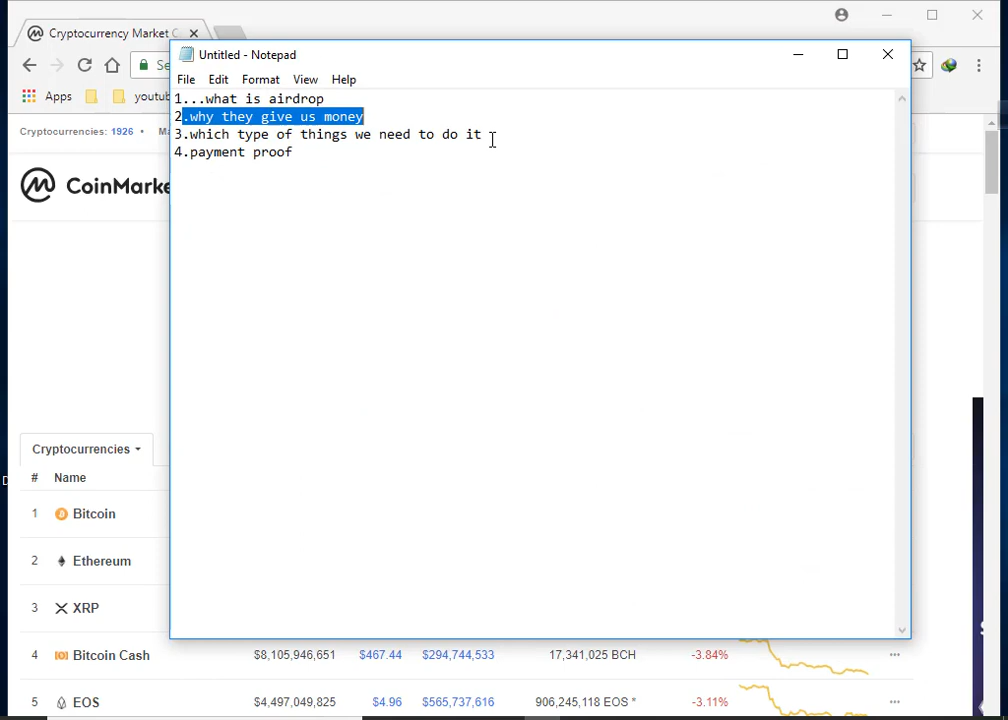 Cryptocurrency Market C
Untitled - Notepad
Se
File Edit Format View Help
Apps
youtub
1...what is airdrop
2.why they give us money
3.which type of things we need to do it
4.payment proof
Cryptocurrencies: 1926 • Ma
CoinMarke
Cryptocurrencies
# Name
1 Bitcoin
2 Ethereum
3 XRP
4 Bitcoin Cash $8,105,946,651 $467.44 $294,744,533 17,341,025 BCH -3.84%
5 EOS $4,497,049,825 $4.96 $565,737,616 906,245,118 EOS * -3.11%